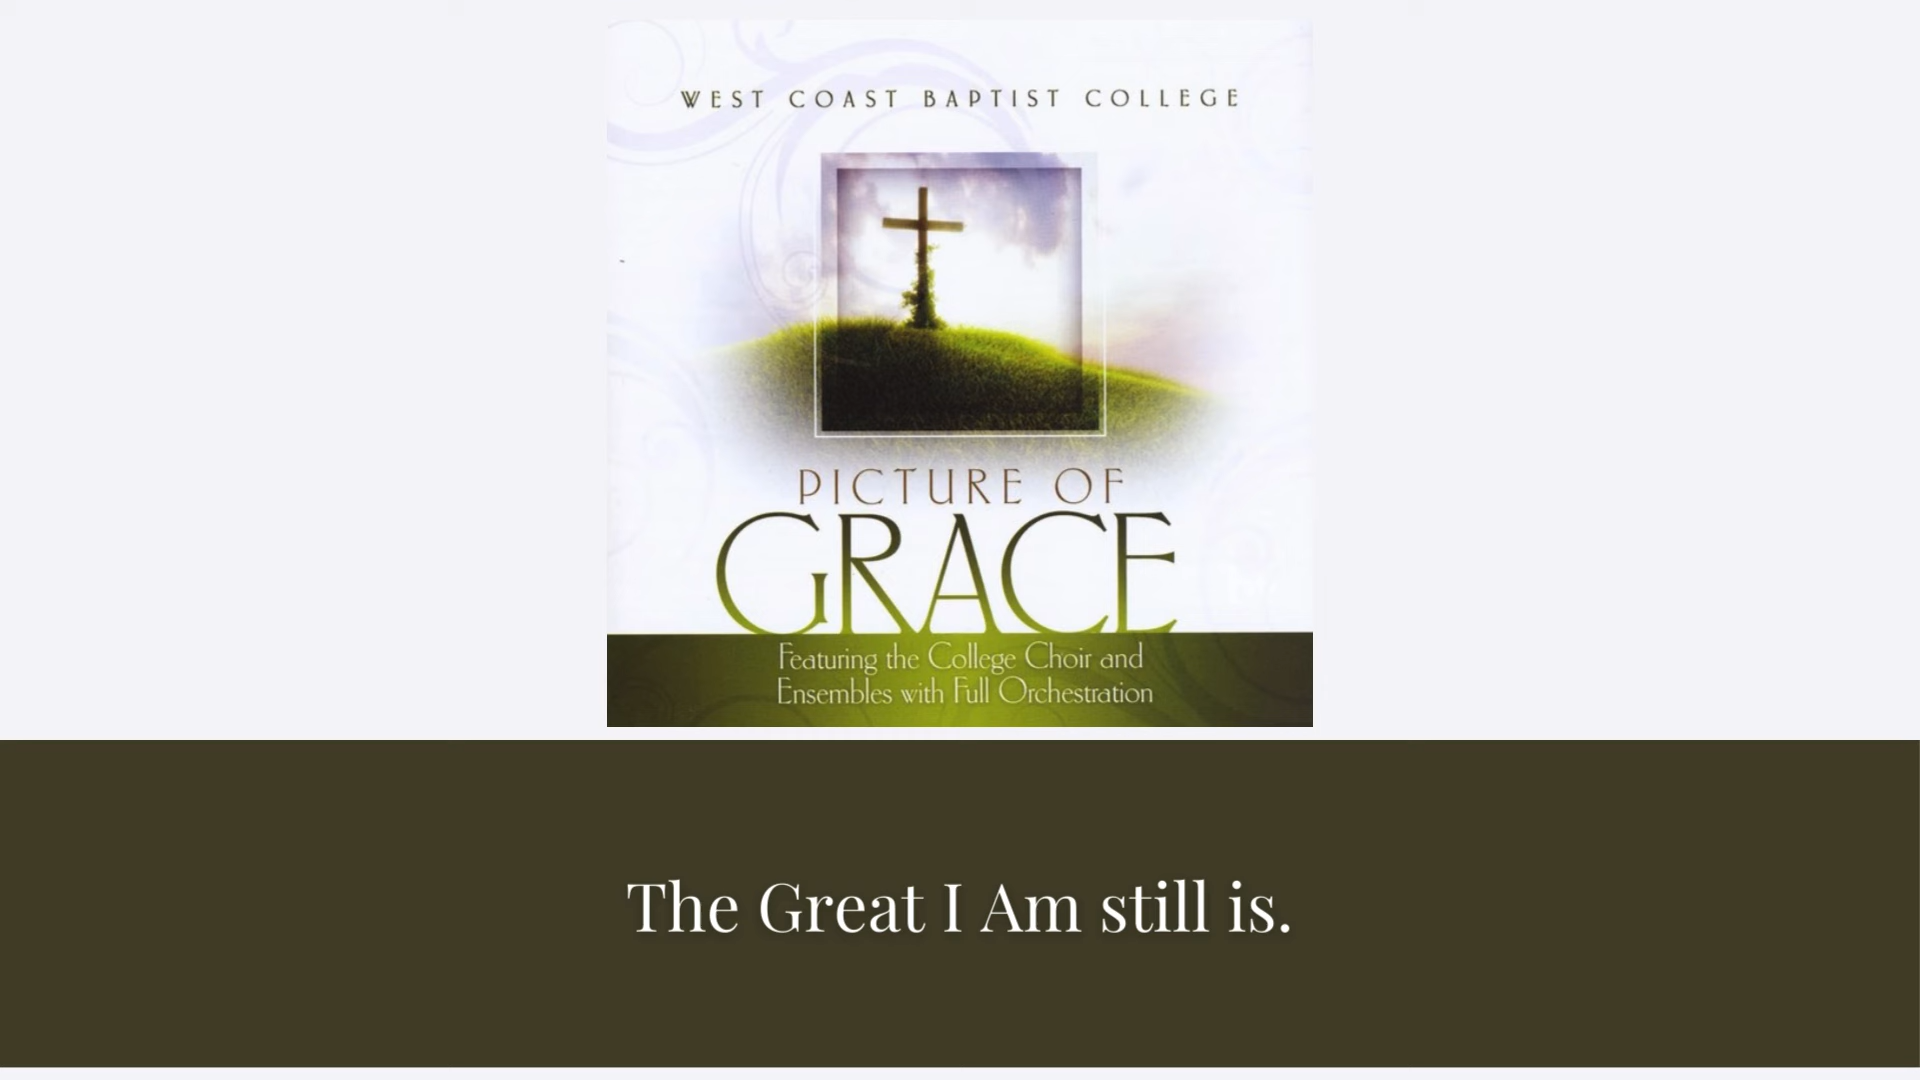 WEST COAST BAPTIST COLLEGE
PICTURE OF
GRACE
Featuring the College Choir and
Ensembles with Full Orchestration
The Great I Am still is.